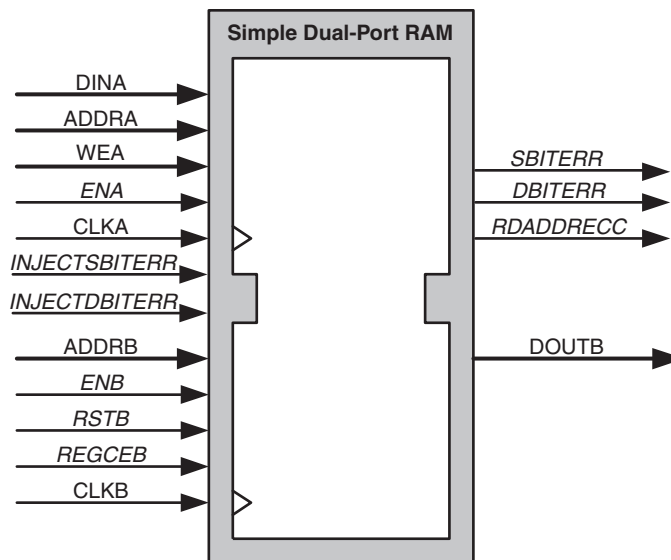 Simple Dual-Port RAM
DINA
ADDRA
WEA
ENA
CLKA
INJECTSBITERR
INJECTDBITERR
ADDRB
ENB
RSTB
REGCEB
CLKB
SBITERR
DBITERR
RDADDRECC
DOUTB